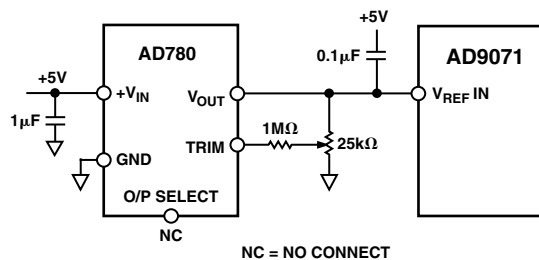 +5V
AD780
AD9071
0.1µF
+5V
+VIN
VOUT
VREF IN
1µF
1MΩ
25kΩ
TRIM
GND
O/P SELECT
NC
NC = NO CONNECT